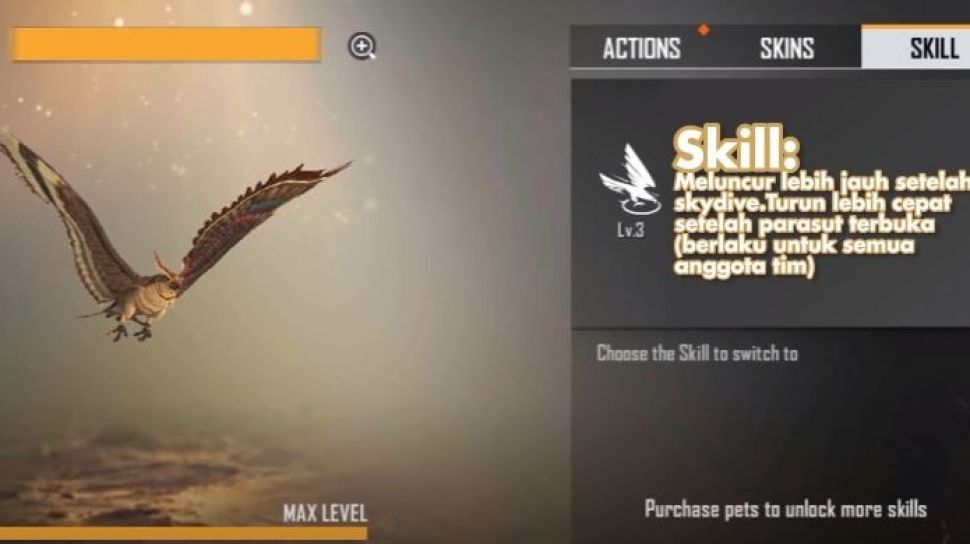 ACTIONS SKINS SKILL
Skill:
Meluncur lebih jauh setelah
skydive.Turun lebih cepat
setelah parasut terbuka
(berlaku untuk semua
anggota tim)
Lv.3
Choose the Skill to switch to
MAX LEVEL
Purchase pets to unlock more skills